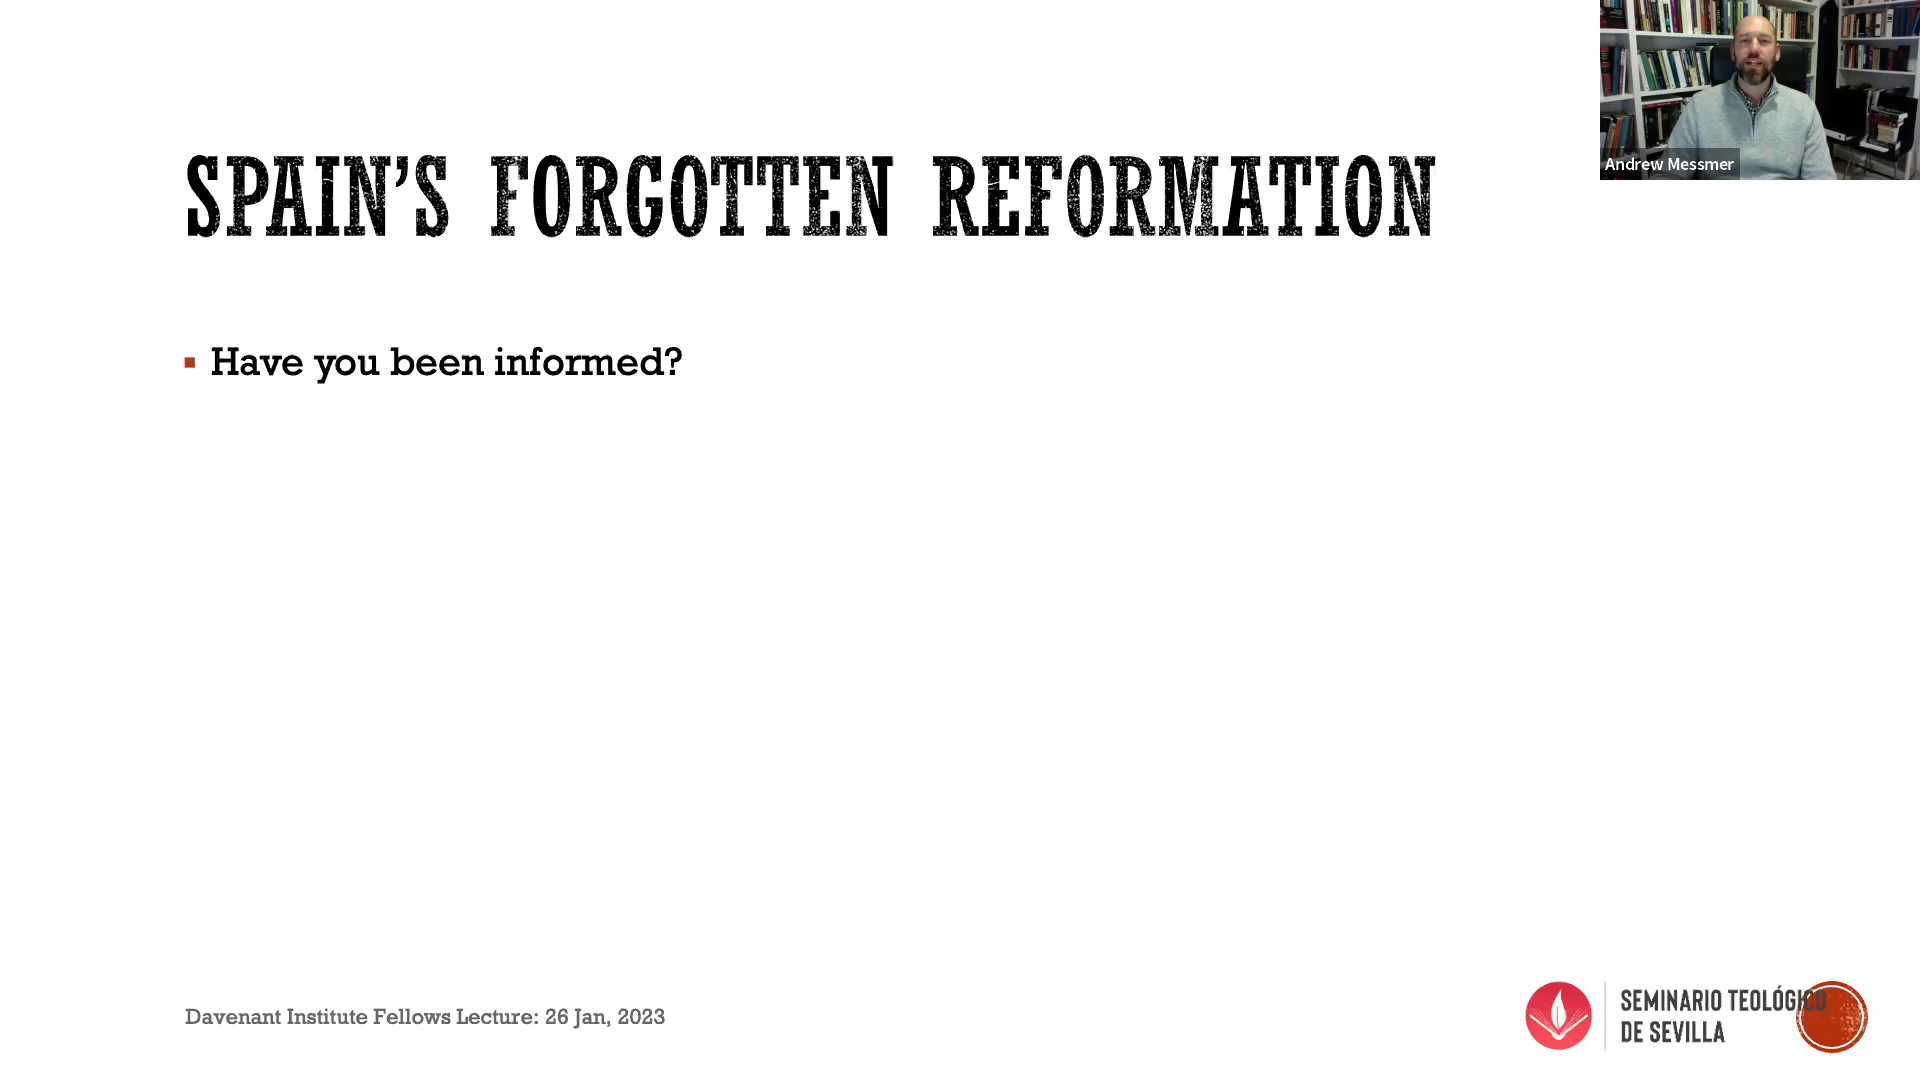 Andrew Messmer
SPAIN'S FORGOTTEN REFORMATION
▪ Have you been informed?
Davenant Institute Fellows Lecture: 26 Jan, 2023
SEMINARIO TEOLÓGICO
DE SEVILLA